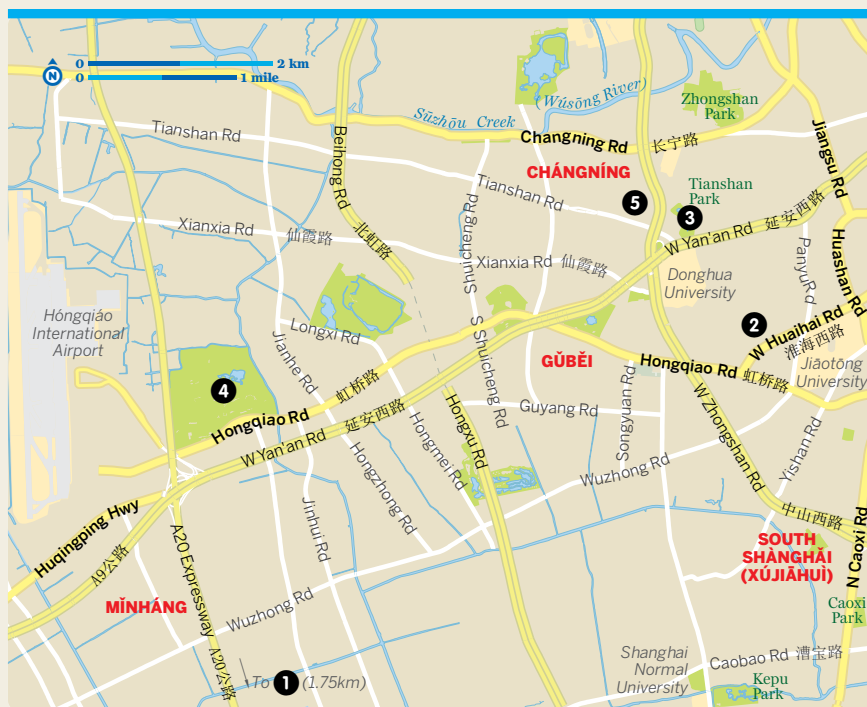 0 2 km
0 1 mile
N
Sūzhōu Creek
(Wúsōng River)
Zhongshan
Park
Tianshan Rd
Beihong Rd
Changning Rd 长宁路
Jiangsu Rd
CHÁNGNÍNG
Tianshan Rd
Tianshan
Park
5
3
W Yan'an Rd 延安西路
Xianxia Rd 仙霞路
北虹路
Shuicheng Rd
Xianxia Rd 仙霞路
Donghua
University
Panyu Rd
Huashan Rd
Hóngqiáo
International
Airport
Longxi Rd
Jianhe Rd
虹桥路
S Shuicheng Rd
GǓBĚI
2
W Huaihai Rd
淮海西路
Hongqiao Rd 虹桥路
Jiāotōng
University
4
Hongqiao Rd
W Yan'an Rd 延安西路
Hongmei Rd
Hongxu Rd
Guyang Rd
Songyuan Rd
W Zhongshan Rd
中山西路
Yishan Rd
Wuzhong Rd
Hongzhong Rd
Jinhui Rd
Huqingping Hwy
A9公路
A20 Expressway A20公路
MǏNHÁNG
Wuzhong Rd
SOUTH
SHÀNGHǍI
(XÚJIĀHUÌ)
N Caoxi Rd
Caoxi
Park
To 1 (1.75km)
Shanghai
Normal
University
Caobao Rd 漕宝路
Kepu
Park